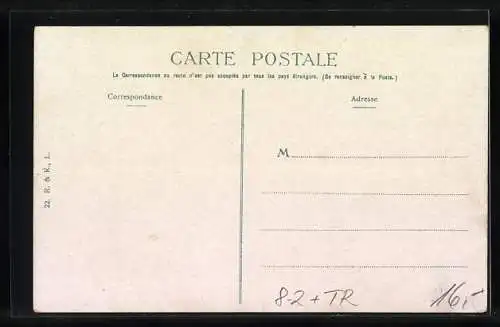 CARTE POSTALE
La Correspondance au recto n'est pas acceptée par tous les pays étrangers. (Se renseigner à la Poste.)
Correspondance
Adresse
M
22. R. & K., L.
8-2 + TR
16,-